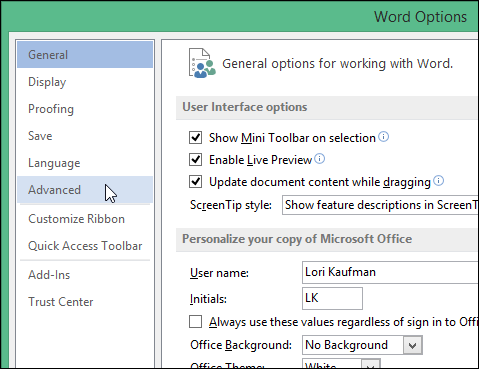 Word Options
General
Display
Proofing
Save
Language
Advanced
Customize Ribbon
Quick Access Toolbar
Add-Ins
Trust Center
General options for working with Word.
User Interface options
Show Mini Toolbar on selection
Enable Live Preview
Update document content while dragging
ScreenTip style: Show feature descriptions in ScreenT
Personalize your copy of Microsoft Office
User name: Lori Kaufman
Initials: LK
Always use these values regardless of sign in to Offi
Office Background: No Background
Office Theme: White